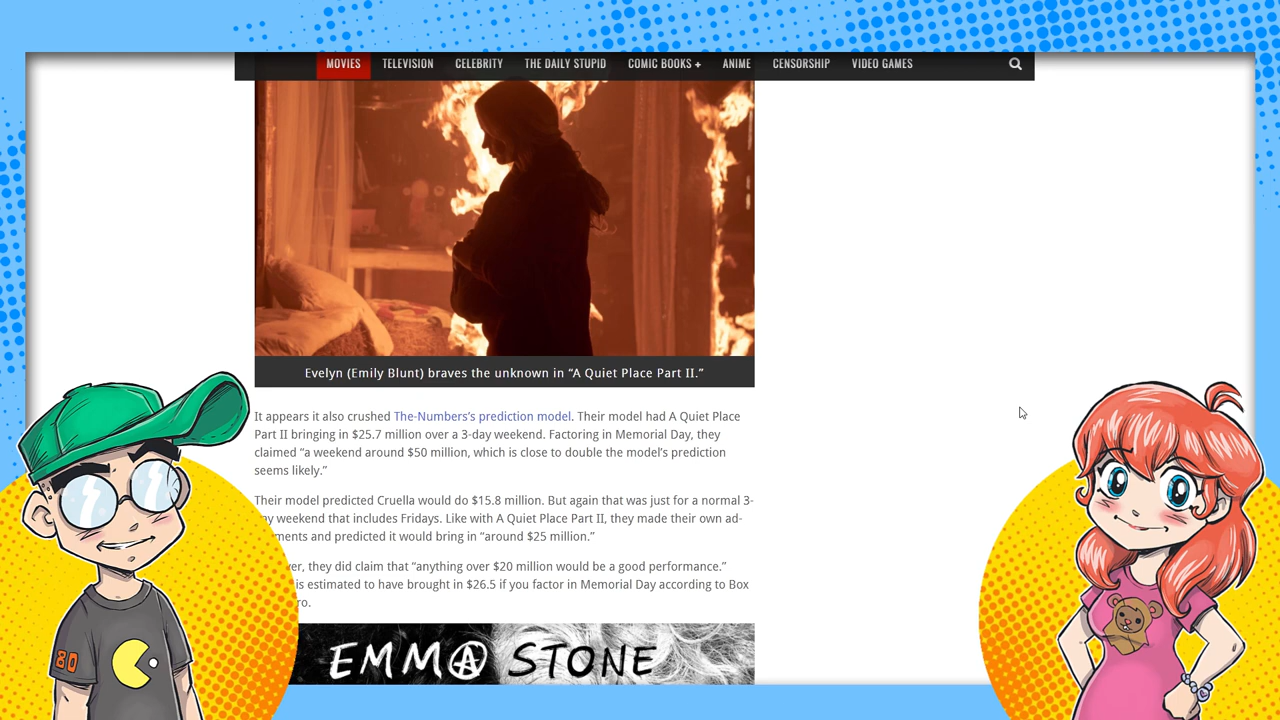 MOVIES TELEVISION CELEBRITY THE DAILY STUPID COMIC BOOKS + ANIME CENSORSHIP VIDEO GAMES
Evelyn (Emily Blunt) braves the unknown in “A Quiet Place Part II.”
It appears it also crushed The-Numbers’s prediction model. Their model had A Quiet Place
Part II bringing in $25.7 million over a 3-day weekend. Factoring in Memorial Day, they
claimed “a weekend around $50 million, which is close to double the model’s prediction
seems likely.”
Their model predicted Cruella would do $15.8 million. But again that was just for a normal 3-
weekend that includes Fridays. Like with A Quiet Place Part II, they made their own ad-
ments and predicted it would bring in “around $25 million.”
ver, they did claim that “anything over $20 million would be a good performance.”
is estimated to have brought in $26.5 if you factor in Memorial Day according to Box
ro.
EMMA STONE
80